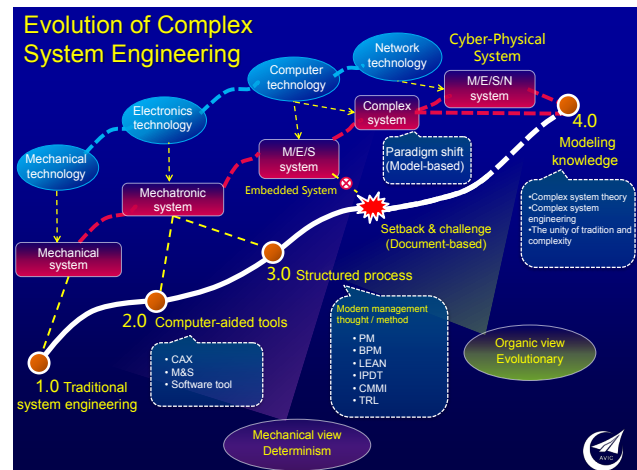 Evolution of Complex
System Engineering
Mechanical
technology
Electronics
technology
Computer
technology
Network
technology
Cyber-Physical
System
Mechanical
system
Mechatronic
system
M/E/S
system
Embedded System
Complex
system
M/E/S/N
system
Paradigm shift
(Model-based)
Setback & challenge
(Document-based)
1.0 Traditional
system engineering
2.0 Computer-aided tools
• CAX
• M&S
• Software tool
3.0 Structured process
Modern management
thought / method
• PM
• BPM
• LEAN
• IPDT
• CMMI
• TRL
4.0
Modeling
knowledge
•Complex system theory
•Complex system
engineering
•The unity of tradition and
complexity
Mechanical view
Determinism
Organic view
Evolutionary
AVIC